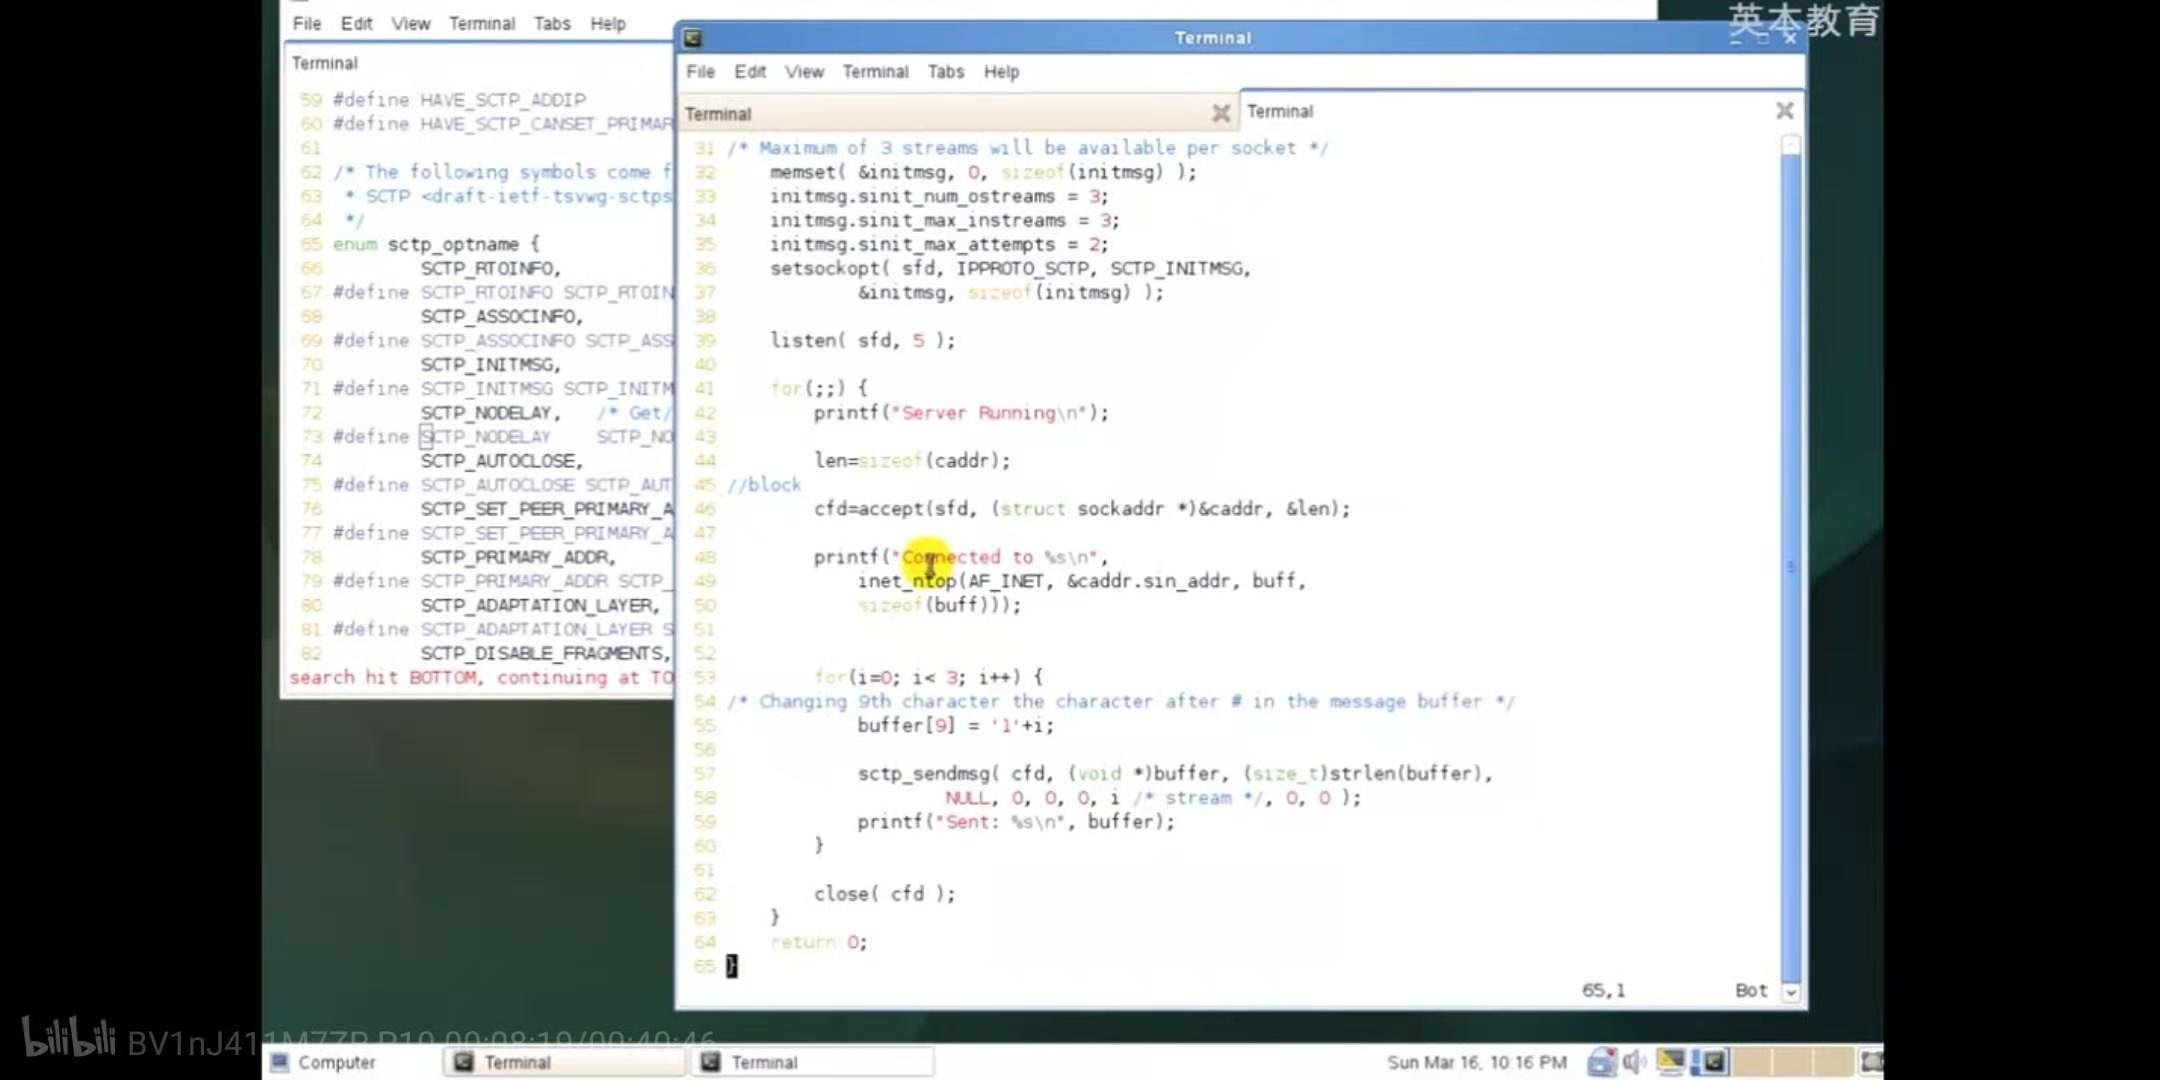 英本教育
File Edit View Terminal Tabs Help
Terminal
59 #define HAVE_SCTP_ADDIP
60 #define HAVE_SCTP_CANSET_PRIMAR
61
62 /* The following symbols come f
63  * SCTP <draft-ietf-tsvwg-sctps
64  */
65 enum sctp_optname {
66         SCTP_RTOINFO,
67 #define SCTP_RTOINFO SCTP_RTOIN
68         SCTP_ASSOCINFO,
69 #define SCTP_ASSOCINFO SCTP_ASS
70         SCTP_INITMSG,
71 #define SCTP_INITMSG SCTP_INITM
72         SCTP_NODELAY,   /* Get/
73 #define SCTP_NODELAY    SCTP_NO
74         SCTP_AUTOCLOSE,
75 #define SCTP_AUTOCLOSE SCTP_AUT
76         SCTP_SET_PEER_PRIMARY_A
77 #define SCTP_SET_PEER_PRIMARY_A
78         SCTP_PRIMARY_ADDR,
79 #define SCTP_PRIMARY_ADDR SCTP_
80         SCTP_ADAPTATION_LAYER,
81 #define SCTP_ADAPTATION_LAYER S
82         SCTP_DISABLE_FRAGMENTS,
search hit BOTTOM, continuing at TO
Terminal
File Edit View Terminal Tabs Help
Terminal Terminal
31 /* Maximum of 3 streams will be available per socket */
32     memset( &initmsg, 0, sizeof(initmsg) );
33     initmsg.sinit_num_ostreams = 3;
34     initmsg.sinit_max_instreams = 3;
35     initmsg.sinit_max_attempts = 2;
36     setsockopt( sfd, IPPROTO_SCTP, SCTP_INITMSG,
37             &initmsg, sizeof(initmsg) );
38
39     listen( sfd, 5 );
40
41     for(;;) {
42         printf("Server Running\n");
43
44         len=sizeof(caddr);
45 //block
46         cfd=accept(sfd, (struct sockaddr *)&caddr, &len);
47
48         printf("Connected to %s\n",
49             inet_ntop(AF_INET, &caddr.sin_addr, buff,
50             sizeof(buff)));
51
52
53         for(i=0; i< 3; i++) {
54 /* Changing 9th character the character after # in the message buffer */
55             buffer[9] = '1'+i;
56
57             sctp_sendmsg( cfd, (void *)buffer, (size_t)strlen(buffer),
58                     NULL, 0, 0, 0, i /* stream */, 0, 0 );
59             printf("Sent: %s\n", buffer);
60         }
61
62         close( cfd );
63     }
64     return 0;
65 }
65,1 Bot
bilibili BV1nJ411M7ZP P10 00:08:19/00:40:46
Computer Terminal Terminal Sun Mar 16, 10:16 PM